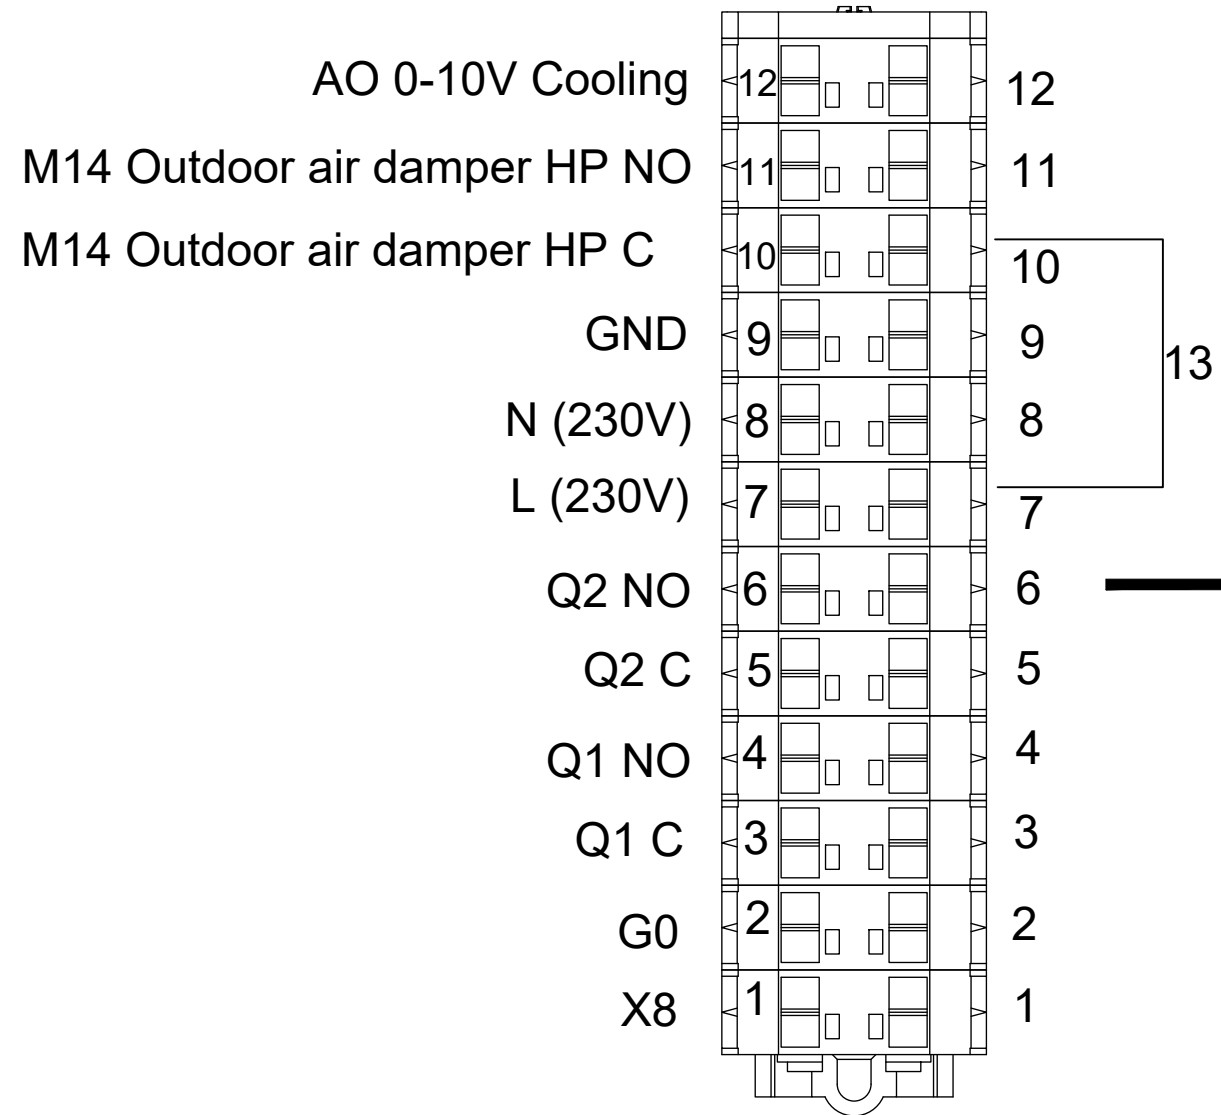 AO 0-10V Cooling 12 12
M14 Outdoor air damper HP NO 11 11
M14 Outdoor air damper HP C 10 10
GND 9 9
13
N (230V) 8 8
L (230V) 7 7
Q2 NO 6 6
Q2 C 5 5
Q1 NO 4 4
Q1 C 3 3
G0 2 2
X8 1 1